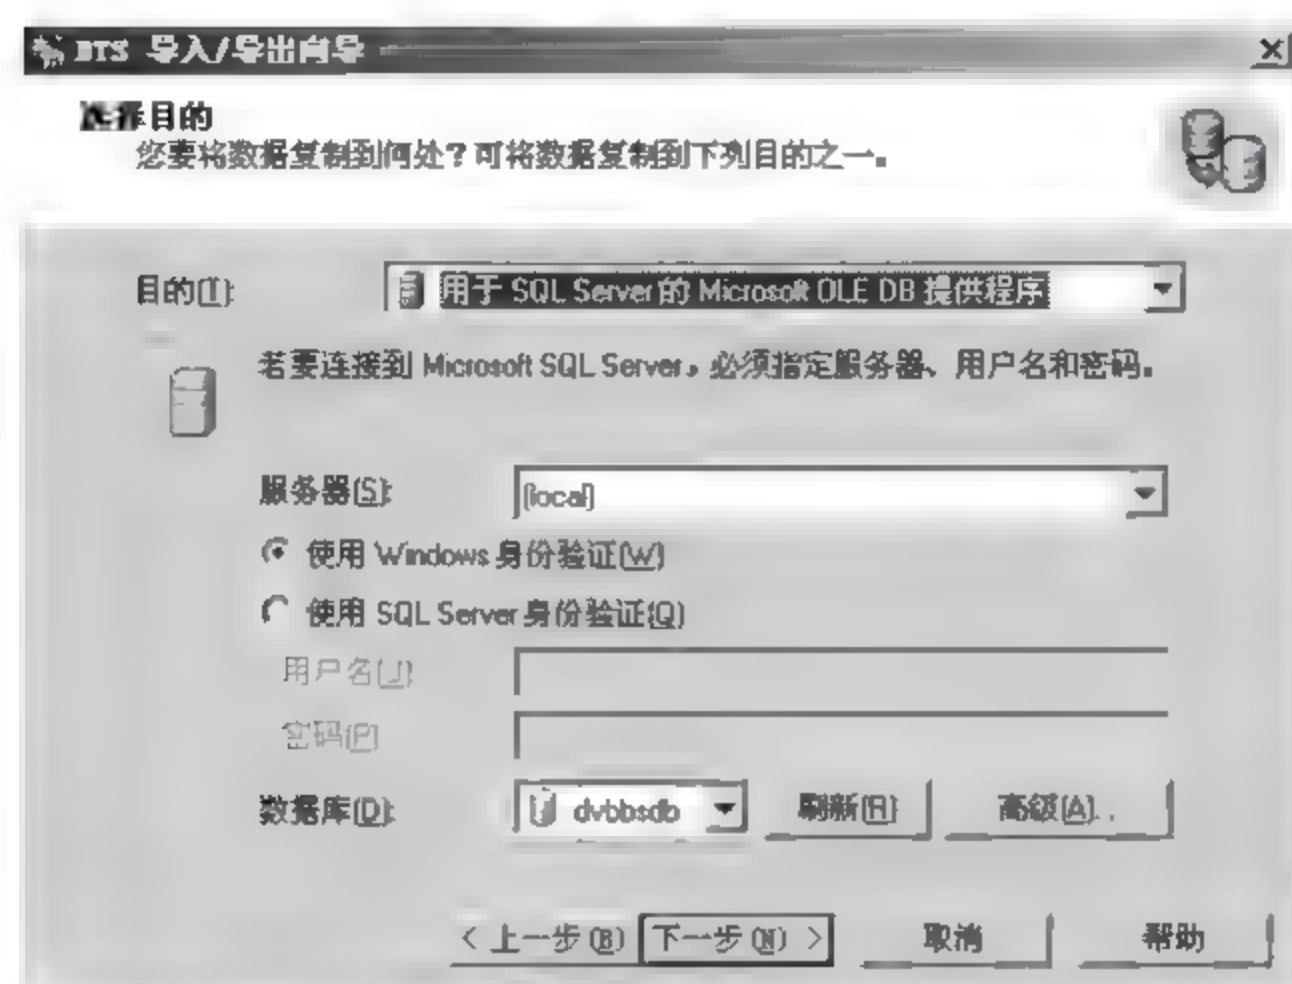 DTS 导入/导出向导
选择目的
您要将数据复制到何处？可将数据复制到下列目的之一。
目的(T):
用于 SQL Server 的 Microsoft OLE DB 提供程序
若要连接到 Microsoft SQL Server，必须指定服务器、用户名和密码。
服务器(S):
(local)
使用 Windows 身份验证(W)
使用 SQL Server 身份验证(Q)
用户名(U)
密码(P)
数据库(D):
dvbbsdb
刷新(R)
高级(A)..
< 上一步(B)
下一步(N) >
取消
帮助